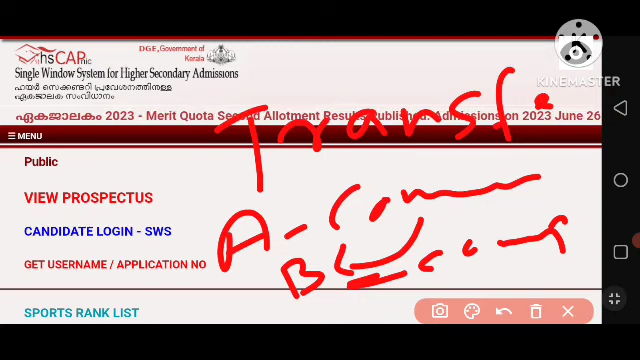 KINEMASTER
hsCAPnic
DGE, Government of Kerala
Single Window System for Higher Secondary Admissions
ഹയർ സെക്കണ്ടറി പ്രവേശനത്തിനുള്ള
ഏകജാലക സംവിധാനം
ഏകജാലകം 2023 - Merit Quota Second Allotment Results Published. Admissions on 2023 June 26
Transf
☰ MENU
Public
VIEW PROSPECTUS
A - Com
CANDIDATE LOGIN - SWS
GET USERNAME / APPLICATION NO
B
SPORTS RANK LIST